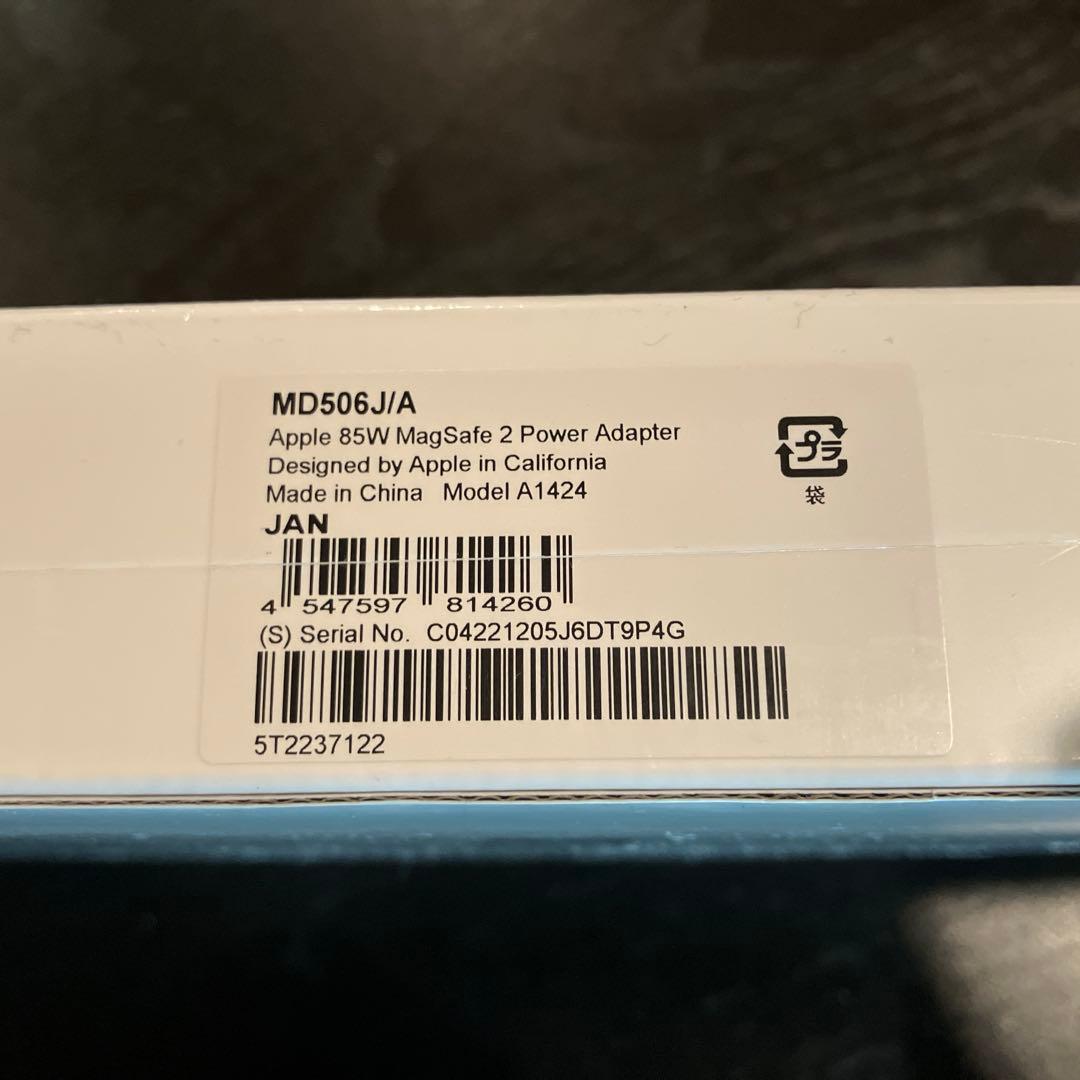 MD506J/A
Apple 85W MagSafe 2 Power Adapter
Designed by Apple in California
Made in China Model A1424
JAN
4 547597 814260
(S) Serial No. C04221205J6DT9P4G
5T2237122
プラ
袋